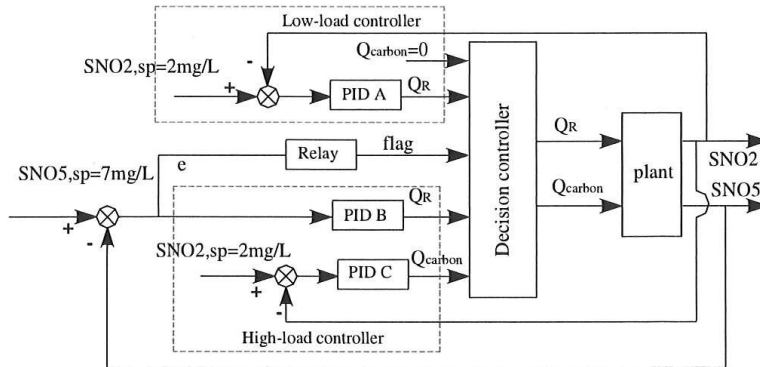 Low-load controller
Qcarbon=0
SNO2,sp=2mg/L
-
+
PID A
QR
Relay
flag
e
SNO5,sp=7mg/L
+
-
PID B
QR
SNO2,sp=2mg/L
+
-
PID C
Qcarbon
High-load controller
Decision controller
QR
Qcarbon
plant
SNO2
SNO5